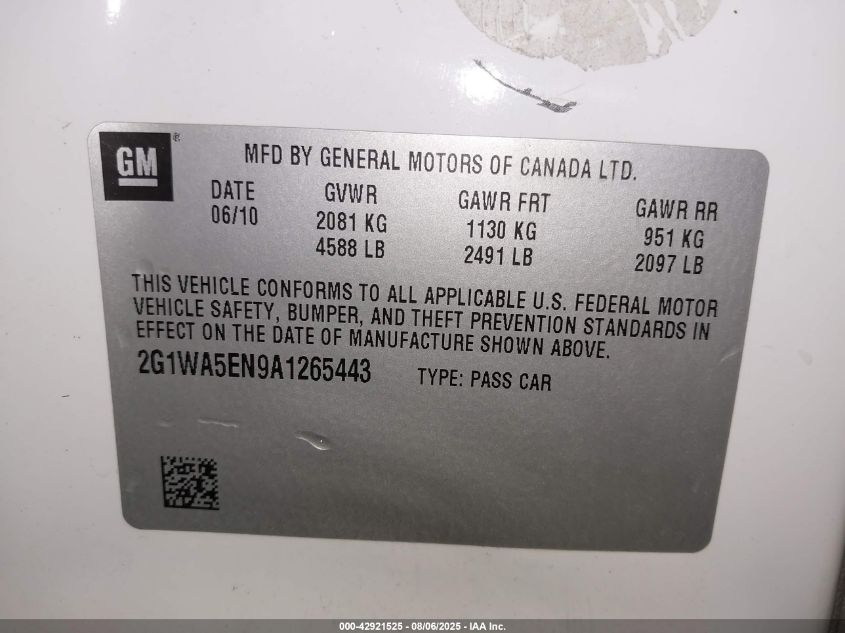 GM
MFD BY GENERAL MOTORS OF CANADA LTD.
DATE GVWR GAWR FRT GAWR RR
06/10 2081 KG 1130 KG 951 KG
4588 LB 2491 LB 2097 LB
THIS VEHICLE CONFORMS TO ALL APPLICABLE U.S. FEDERAL MOTOR
VEHICLE SAFETY, BUMPER, AND THEFT PREVENTION STANDARDS IN
EFFECT ON THE DATE OF MANUFACTURE SHOWN ABOVE.
2G1WA5EN9A1265443 TYPE: PASS CAR
000-42921525 - 08/06/2025 - IAA Inc.